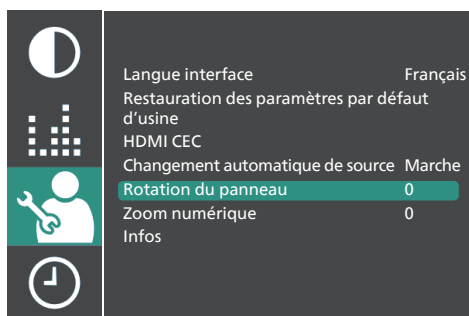 Langue interface Français
Restauration des paramètres par défaut
d'usine
HDMI CEC
Changement automatique de source Marche
Rotation du panneau 0
Zoom numérique 0
Infos